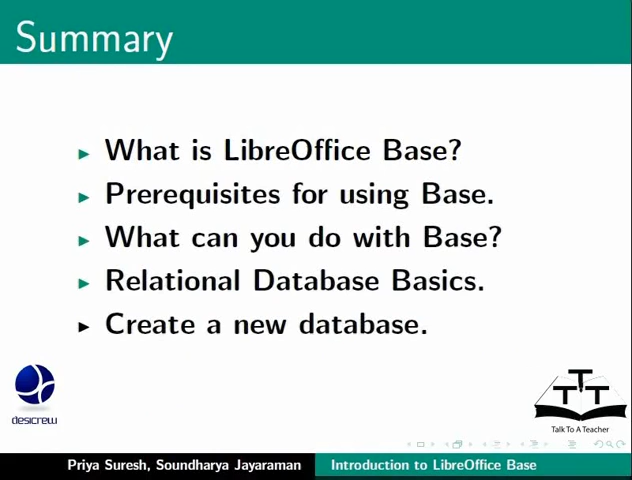 Summary
What is LibreOffice Base?
Prerequisites for using Base.
What can you do with Base?
Relational Database Basics.
Create a new database.
desicrew
TTT
Talk To A Teacher
Priya Suresh, Soundharya Jayaraman Introduction to LibreOffice Base